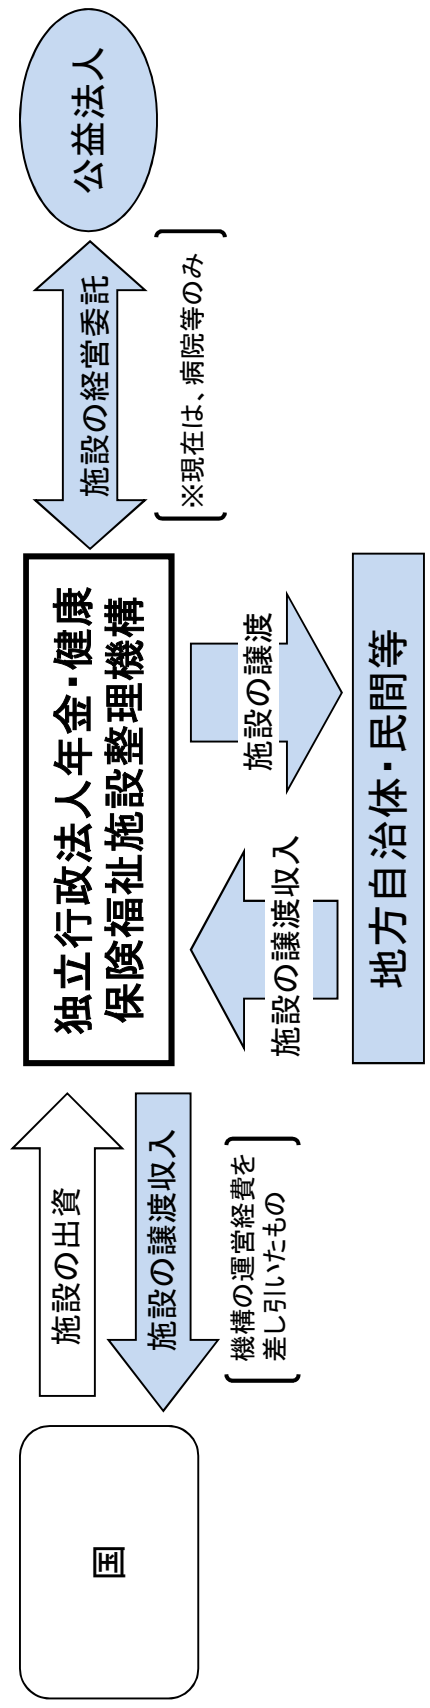 国
施設の出資
施設の譲渡収入
機構の運営経費を
差し引いたもの
独立行政法人年金・健康
保険福祉施設整理機構
施設の譲渡収入
施設の譲渡
地方自治体・民間等
施設の経営委託
※現在は、病院等のみ
公益法人